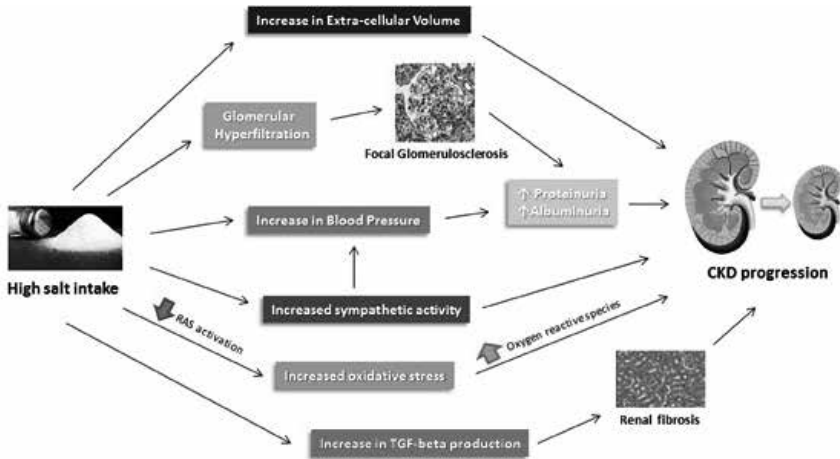 Increase in Extra-cellular Volume
Glomerular
Hyperfiltration
Focal Glomerulosclerosis
↑ Proteinuria
↑Albuminuria
Increase in Blood Pressure
High salt intake
CKD progression
Increased sympathetic activity
RAS activation
Oxygen reactive species
Increased oxidative stress
Renal fibrosis
Increase in TGF-beta production